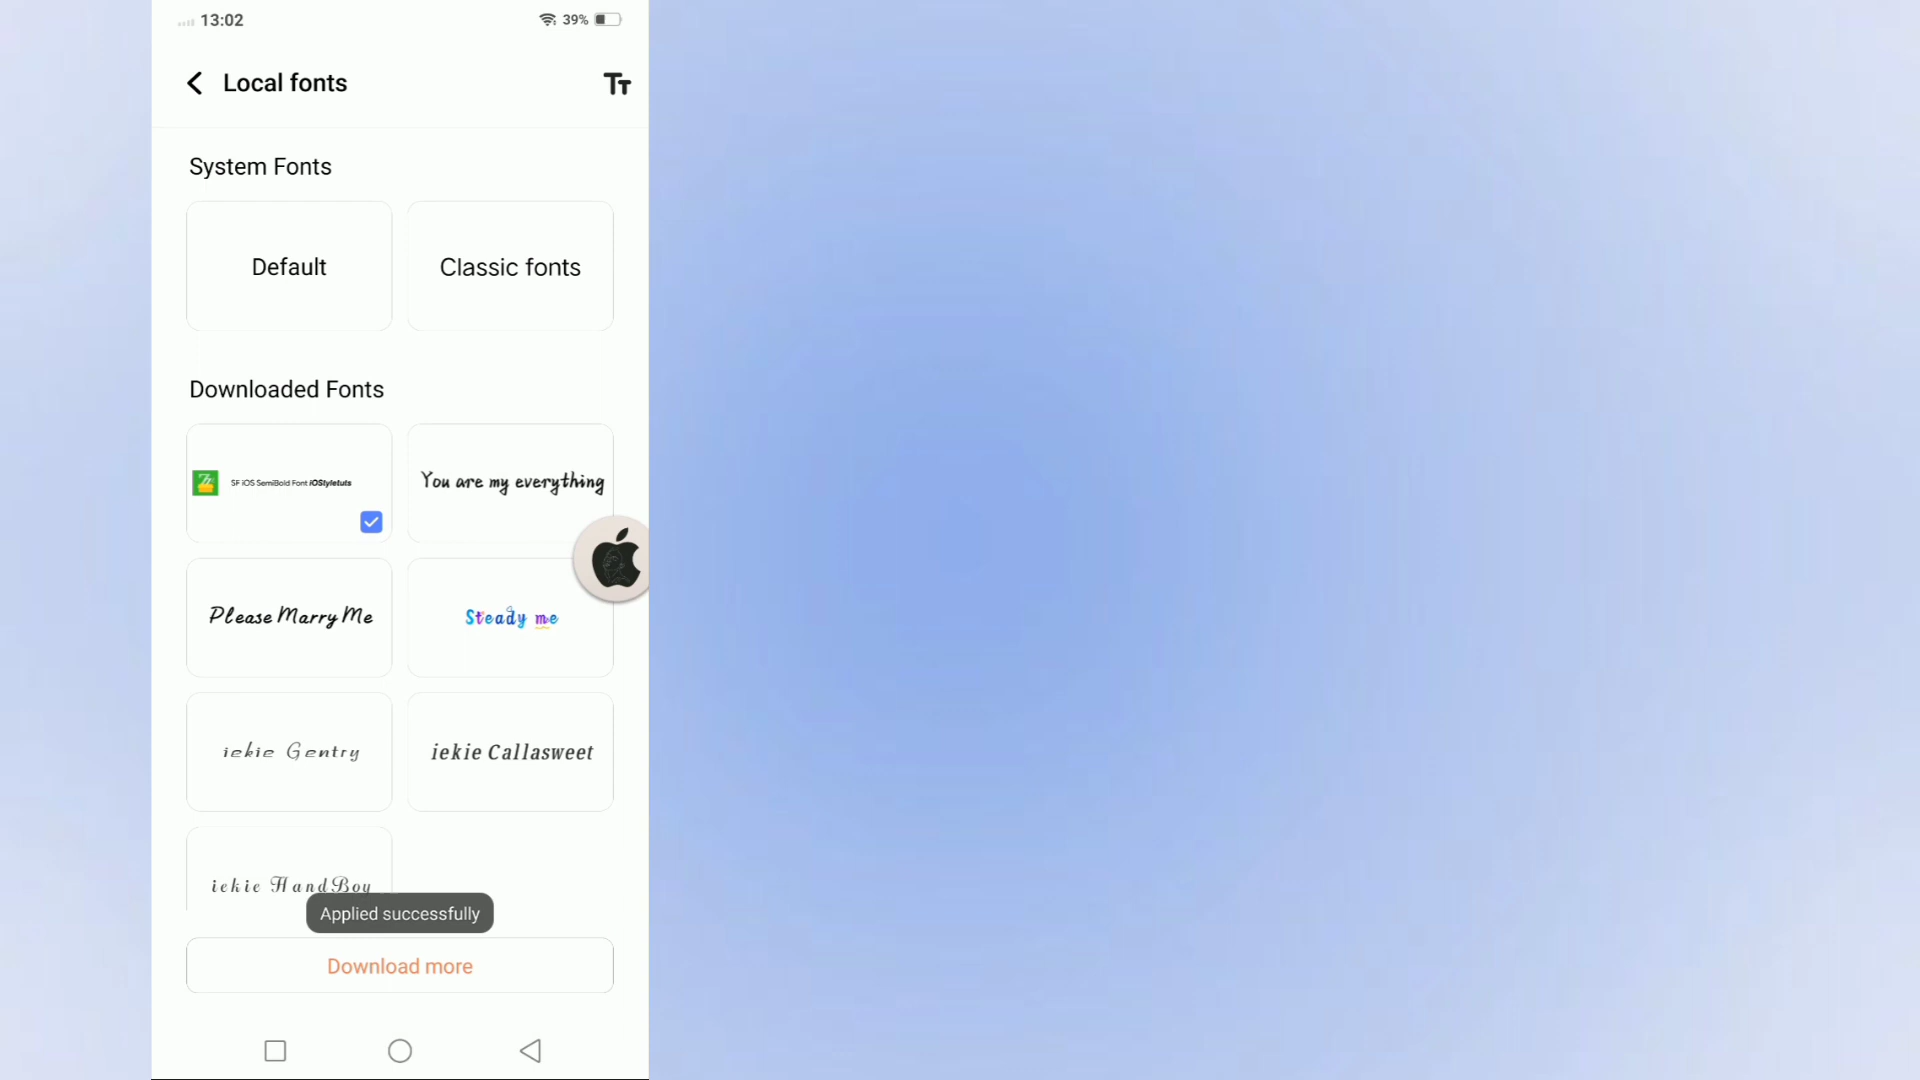 13:02
39%
Local fonts
System Fonts
Default
Classic fonts
Downloaded Fonts
SF iOS SemiBold Font iOStyletuts
You are my everything
Please Marry Me
Steady me
iekie Gentry
iekie Callasweet
iekie HandBoy
Applied successfully
Download more